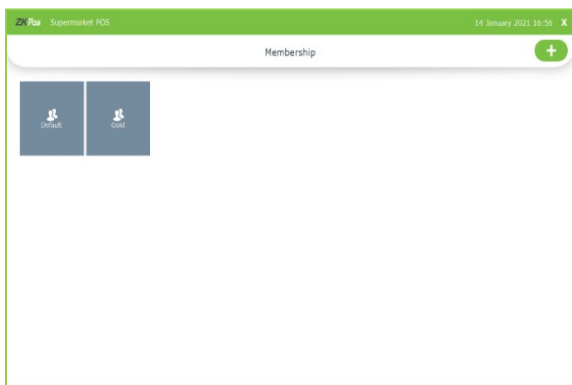 ZKPos Supermarket POS 14 January 2021 16:56 X
Membership +
Default Gold